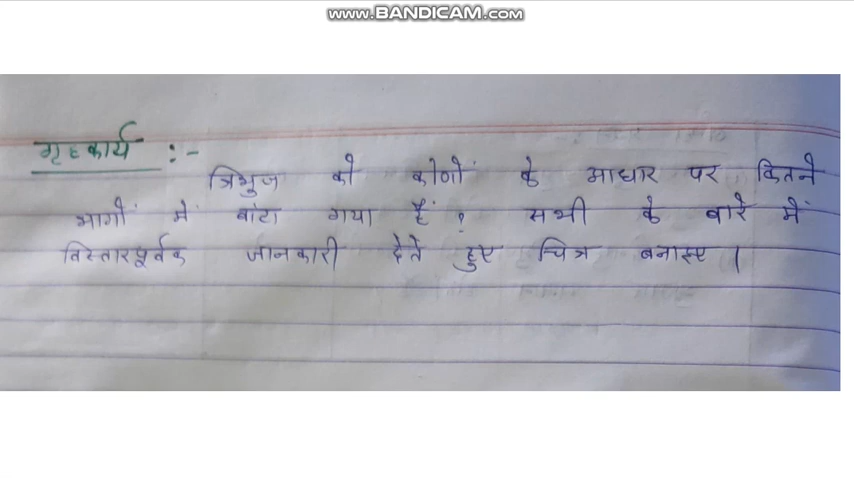 WWW.BANDICAM.COM
गृहकार्य :-
त्रिभुज को कोणों के आधार पर कितने
भागों में बांटा गया है ? सभी के बारे में
विस्तारपूर्वक जानकारी देते हुए चित्र बनाइए ।